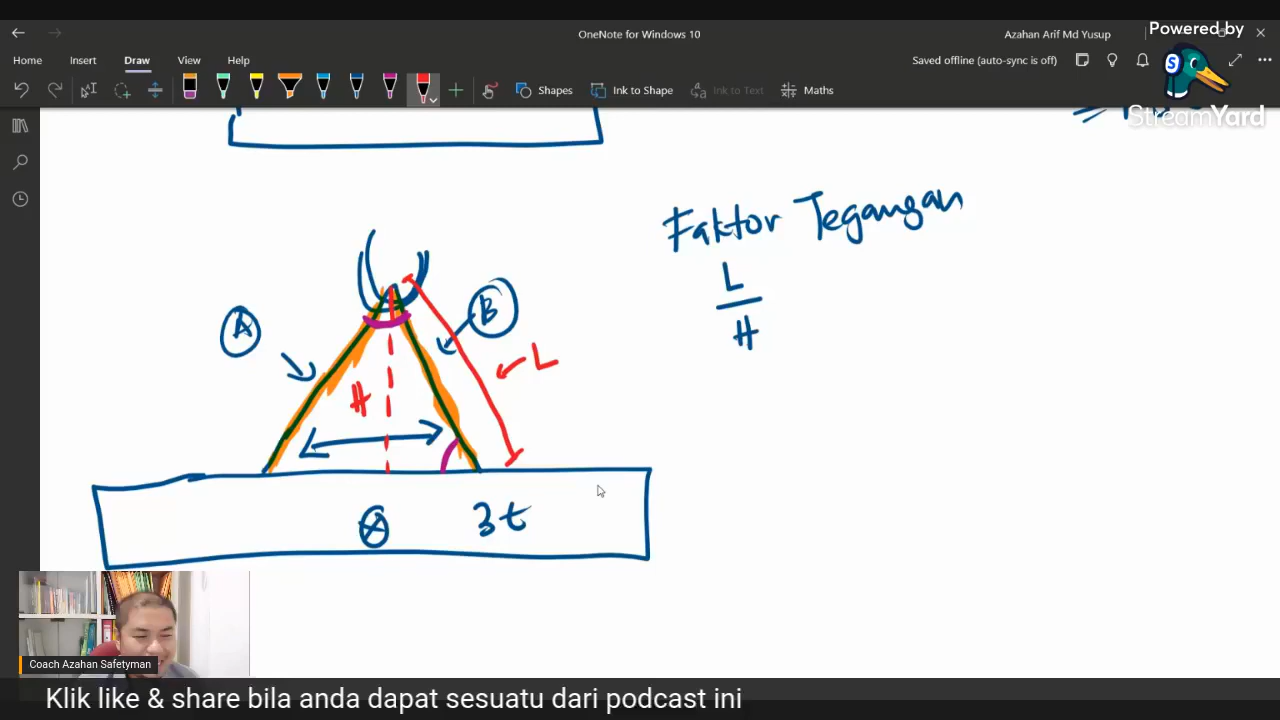 OneNote for Windows 10
Azahan Arif Md Yusup
Powered by
Home Insert Draw View Help
Saved offline (auto-sync is off)
Shapes Ink to Shape Ink to Text Maths
StreamYard
Faktor Tegangan
L
H
A
B
L
H
3t
Coach Azahan Safetyman
Klik like & share bila anda dapat sesuatu dari podcast ini